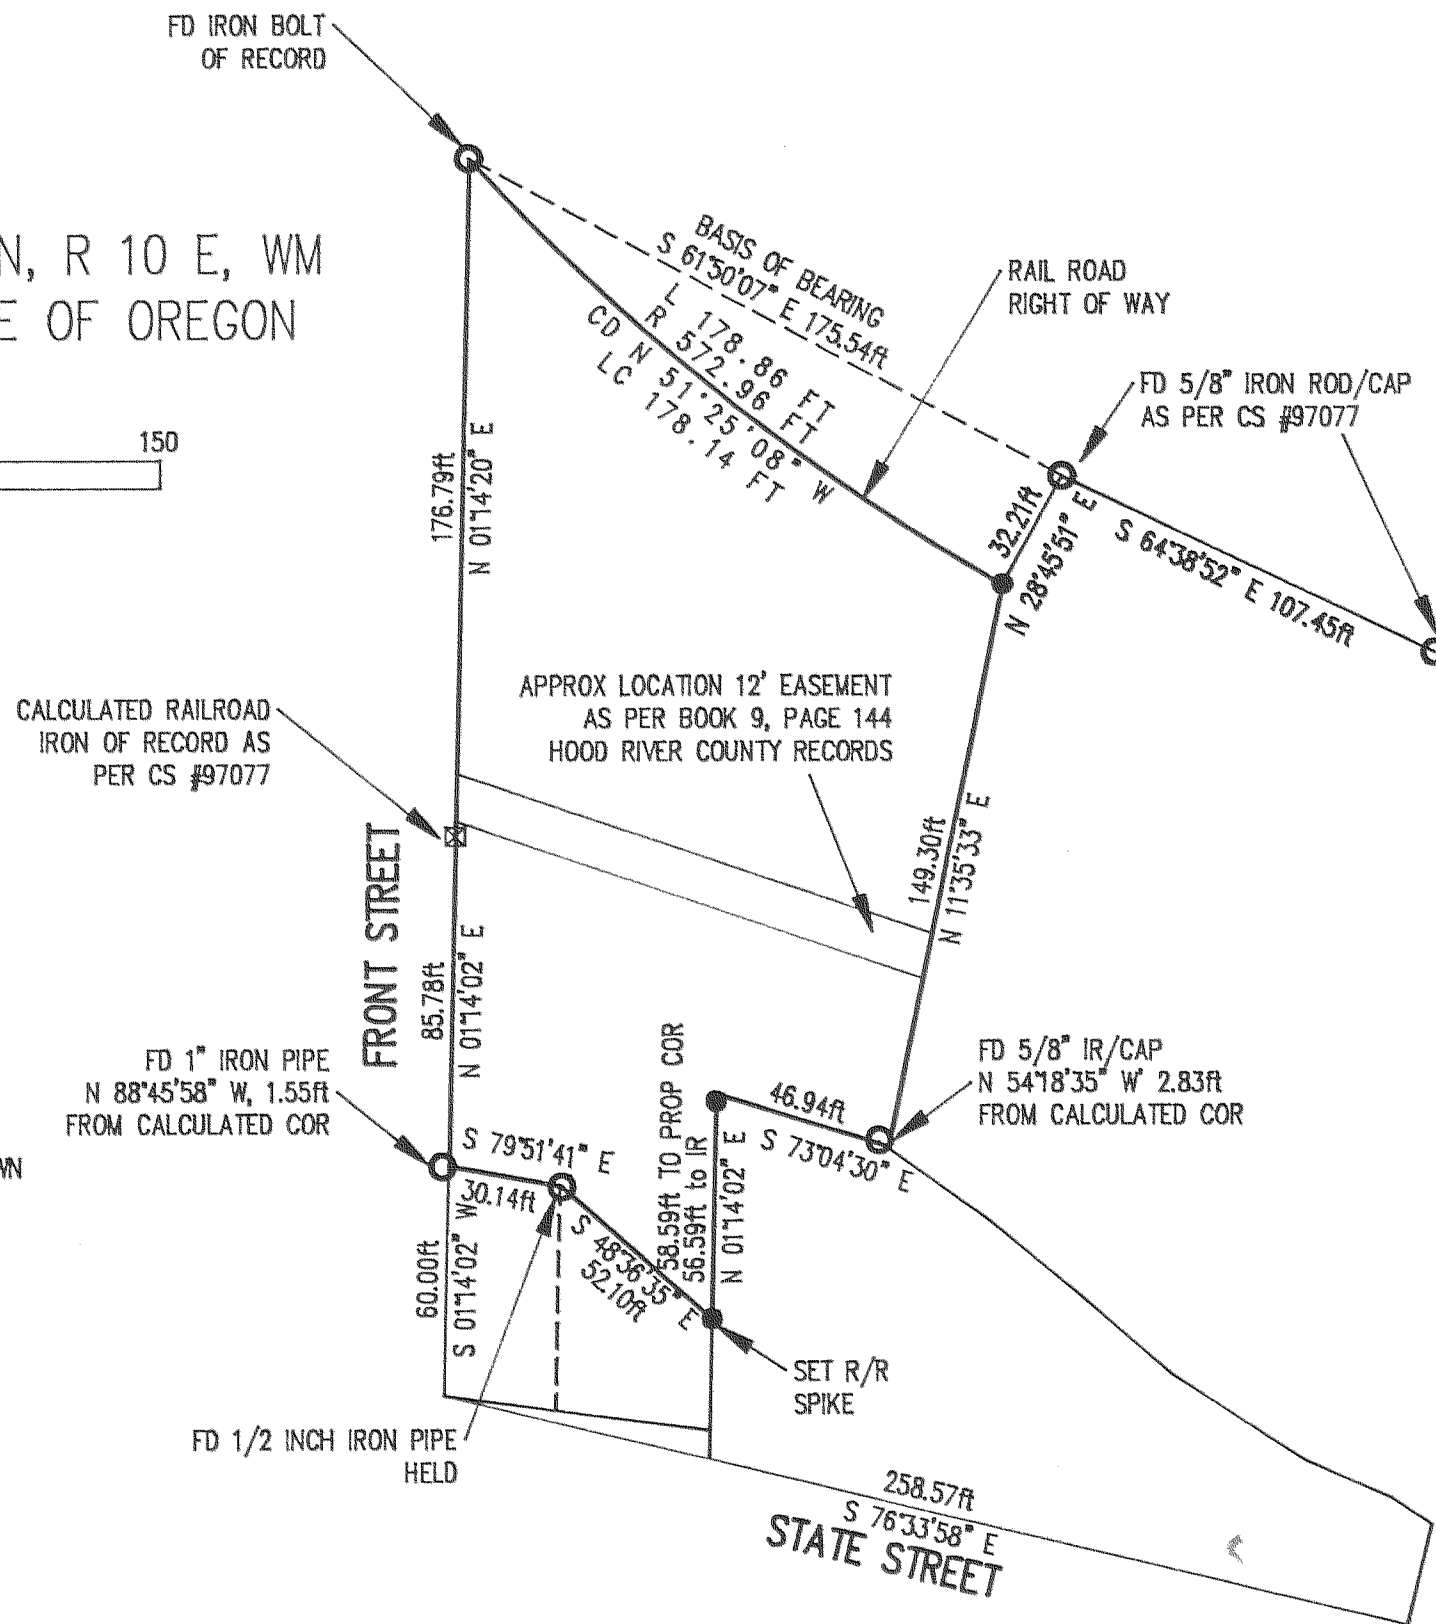 FD IRON BOLT
OF RECORD
N, R 10 E, WM
E OF OREGON
150
BASIS OF BEARING
S 61°50'07" E 175.54ft
L 178.86 FT
R 572.96 FT
CD N 51°25'08" W
LC 178.14 FT
RAIL ROAD
RIGHT OF WAY
FD 5/8" IRON ROD/CAP
AS PER CS #97077
176.79ft
N 01°14'20" E
32.21ft
N 28°45'51" E
S 64°38'52" E 107.45ft
CALCULATED RAILROAD
IRON OF RECORD AS
PER CS #97077
APPROX LOCATION 12' EASEMENT
AS PER BOOK 9, PAGE 144
HOOD RIVER COUNTY RECORDS
149.30ft
N 11°35'33" E
FRONT STREET
85.78ft
N 01°14'02" E
FD 1" IRON PIPE
N 88°45'58" W, 1.55ft
FROM CALCULATED COR
WN
S 79°51'41" E
30.14ft
60.00ft
S 01°14'02" W
S 48°36'35" E
52.10ft
58.59ft TO PROP COR
56.59ft to IR
N 01°14'02" E
46.94ft
S 73°04'30" E
FD 5/8" IR/CAP
N 54°18'35" W' 2.83ft
FROM CALCULATED COR
SET R/R
SPIKE
FD 1/2 INCH IRON PIPE
HELD
258.57ft
S 76°33'58" E
STATE STREET